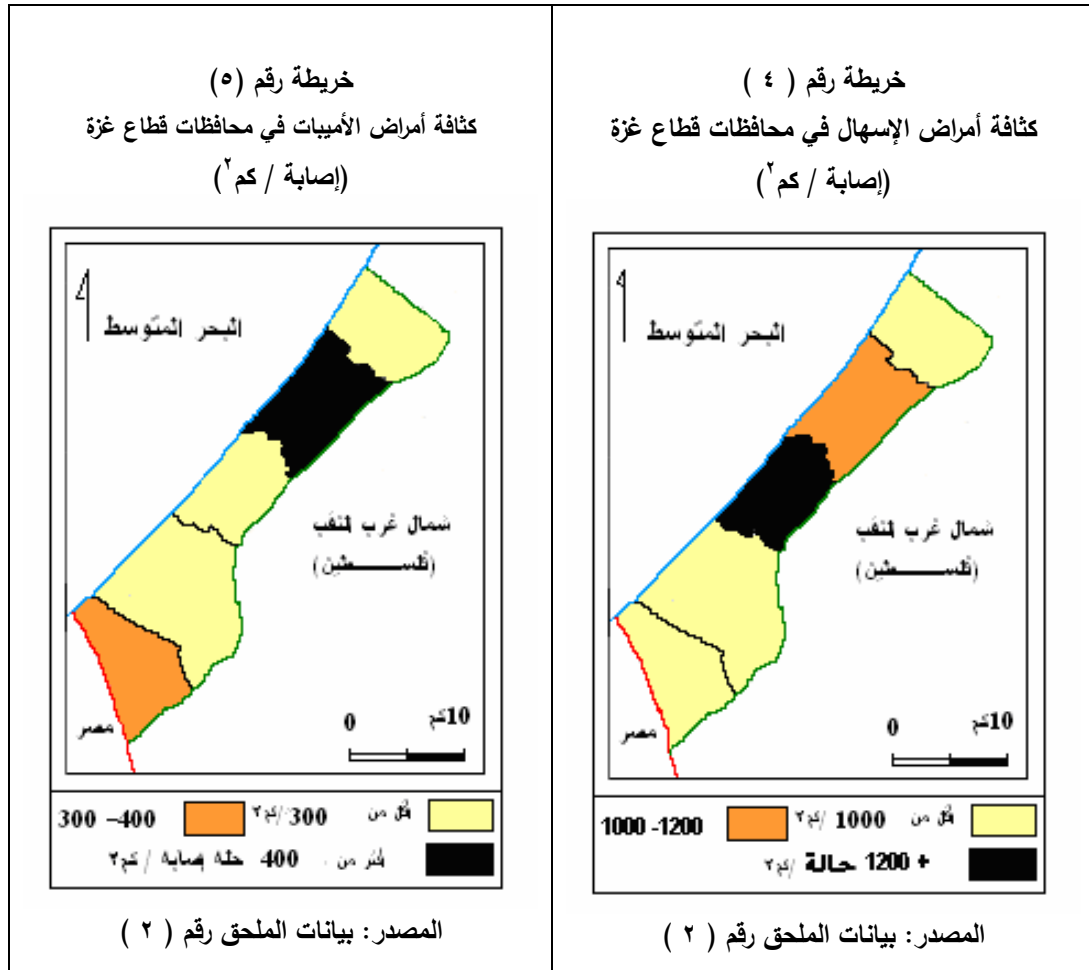 خريطة رقم ( ٤ )
كثافة أمراض الإسهال في محافظات قطاع غزة
(إصابة / كم٢)
البحر المتوسط
شمال غرب النقب
(فلســـــطين)
مصر
0 10كم
أقل من 1000 /كم٢ 1000 -1200
+ 1200 حالة /كم٢
المصدر: بيانات الملحق رقم ( ٢ )
خريطة رقم (٥)
كثافة أمراض الأميبات في محافظات قطاع غزة
(إصابة / كم٢)
البحر المتوسط
شمال غرب النقب
(فلســـــطين)
مصر
0 10كم
أقل من 300 /كم٢ 300 –400
أكثر من . 400 حالة إصابة / كم٢
المصدر: بيانات الملحق رقم ( ٢ )